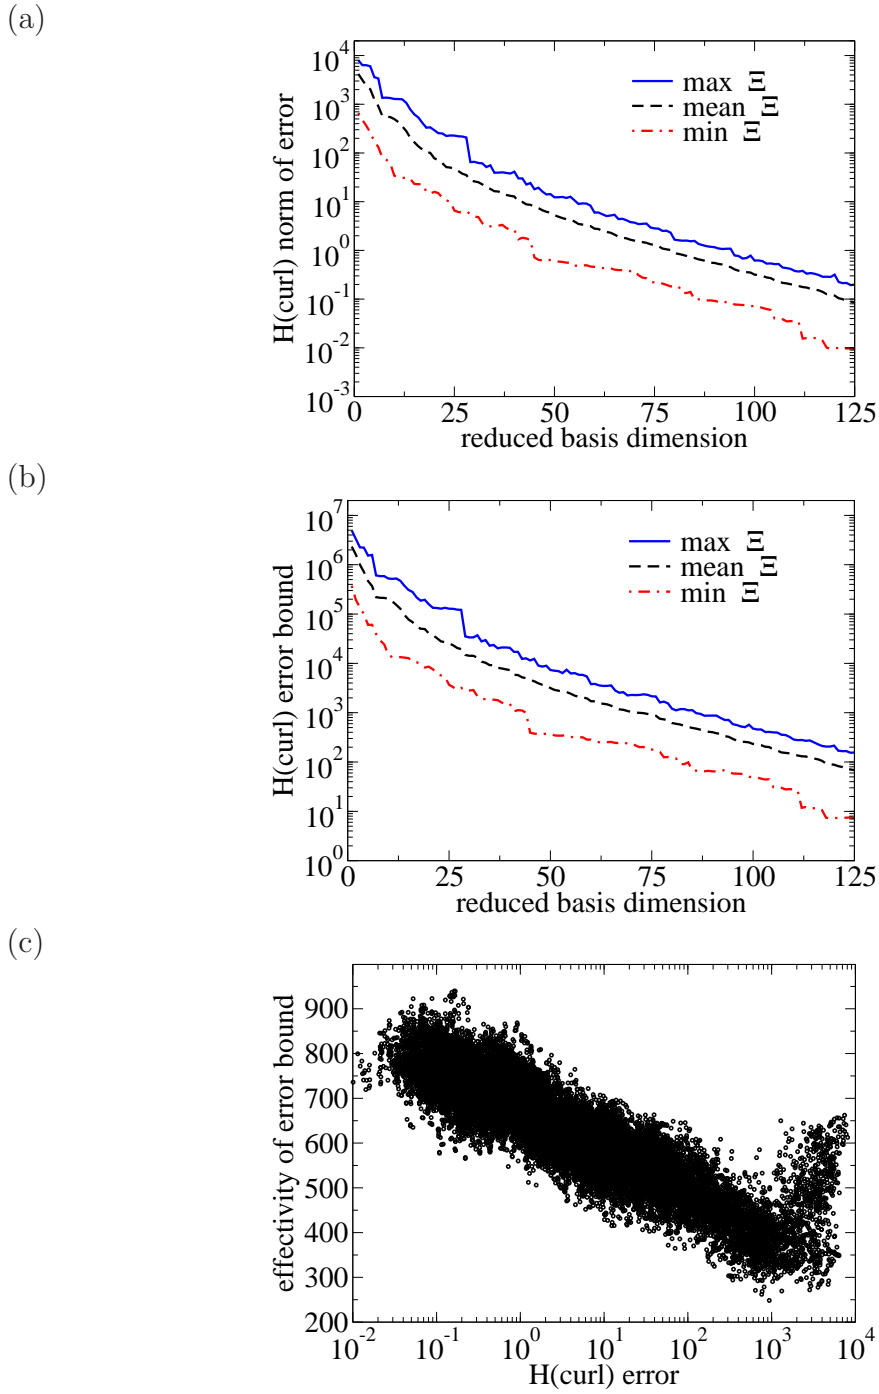 (a)
10^4
10^3
10^2
10^1
10^0
10^-1
10^-2
10^-3
H(curl) norm of error
max Ξ
mean Ξ
min Ξ
0 25 50 75 100 125
reduced basis dimension
(b)
10^7
10^6
10^5
10^4
10^3
10^2
10^1
10^0
H(curl) error bound
max Ξ
mean Ξ
min Ξ
0 25 50 75 100 125
reduced basis dimension
(c)
900
800
700
600
500
400
300
200
effectivity of error bound
10^-2 10^-1 10^0 10^1 10^2 10^3 10^4
H(curl) error